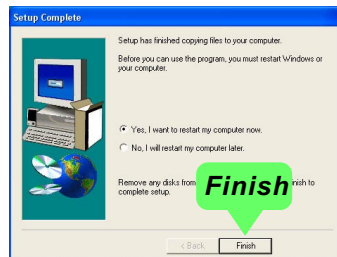 Setup Complete
Setup has finished copying files to your computer.
Before you can use the program, you must restart Windows or
your computer.
Yes, I want to restart my computer now.
No, I will restart my computer later.
Remove any disks from nish to
complete setup.
Finish
< Back Finish